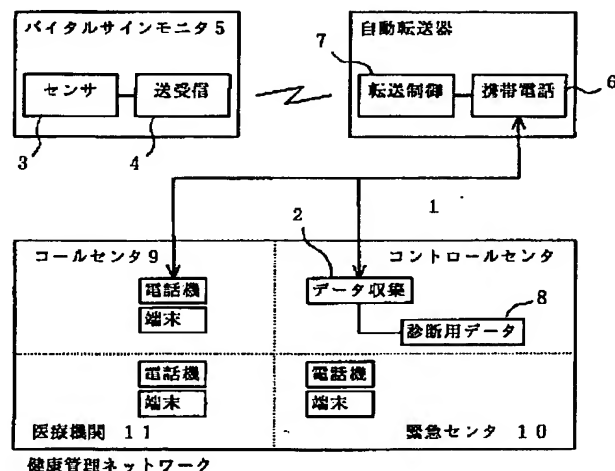 バイタルサインモニタ5
センサ
送受信
3
4
自動転送器
7
転送制御
携帯電話
6
1
コールセンタ9
電話機
端末
2
コントロールセンタ
データ収集
8
診断用データ
電話機
端末
医療機関 11
電話機
端末
緊急センタ 10
健康管理ネットワーク